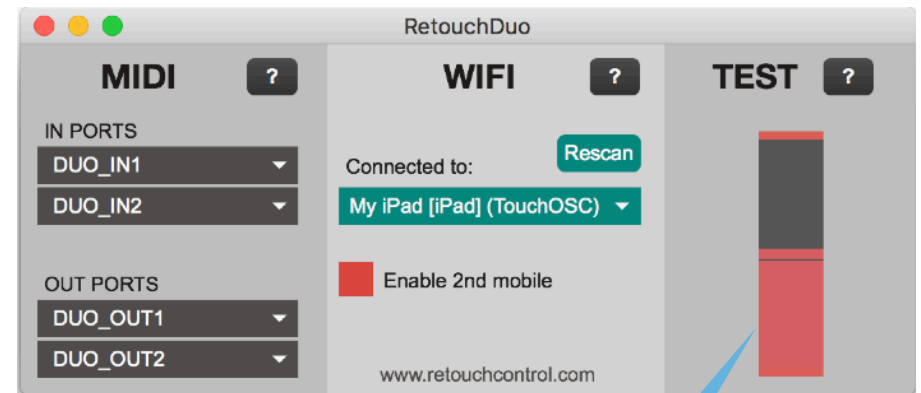 RetouchDuo
MIDI ?
IN PORTS
DUO_IN1
DUO_IN2
OUT PORTS
DUO_OUT1
DUO_OUT2
WIFI ?
Rescan
Connected to:
My iPad [iPad] (TouchOSC)
Enable 2nd mobile
www.retouchcontrol.com
TEST ?